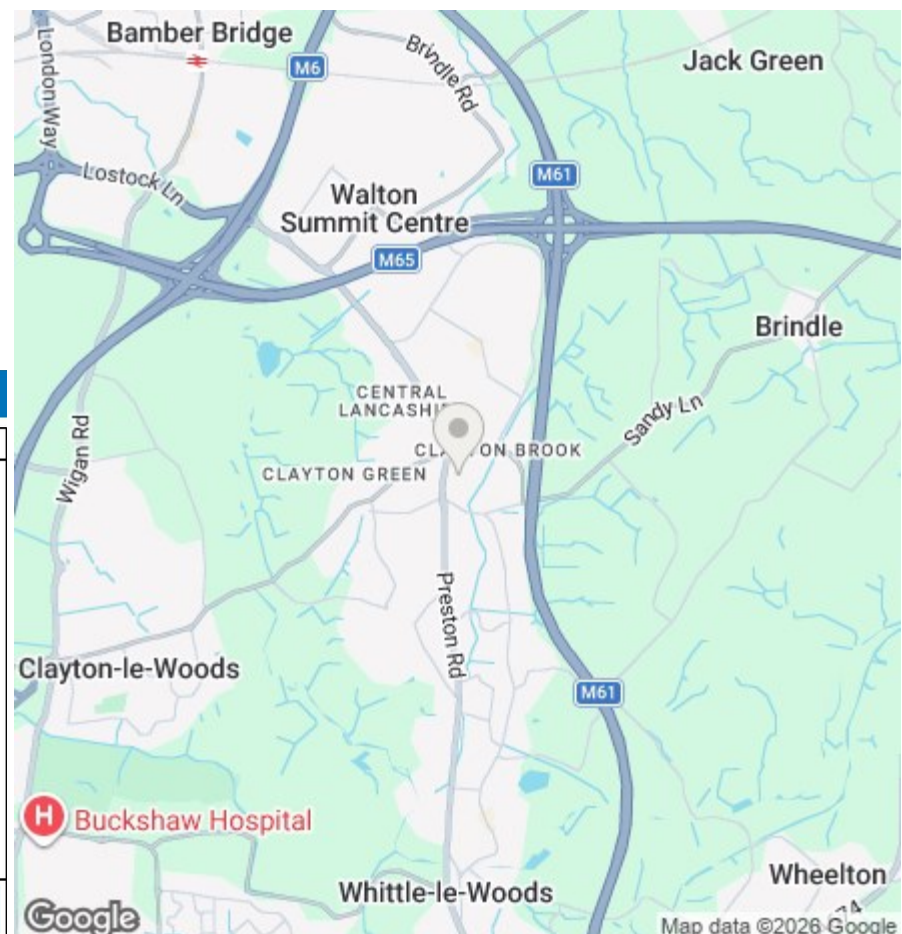 Bamber Bridge
London Way
M6
Brindle Rd
Jack Green
Lostock Ln
M61
Walton
Summit Centre
M65
Brindle
CENTRAL
Sandy Ln
Wigan Rd
CLAYTON GREEN
BROOK
Preston Rd
Clayton-le-Woods
M61
H
Buckshaw Hospital
Wheelton
Whittle-le-Woods
Google
Map data ©2026 Google